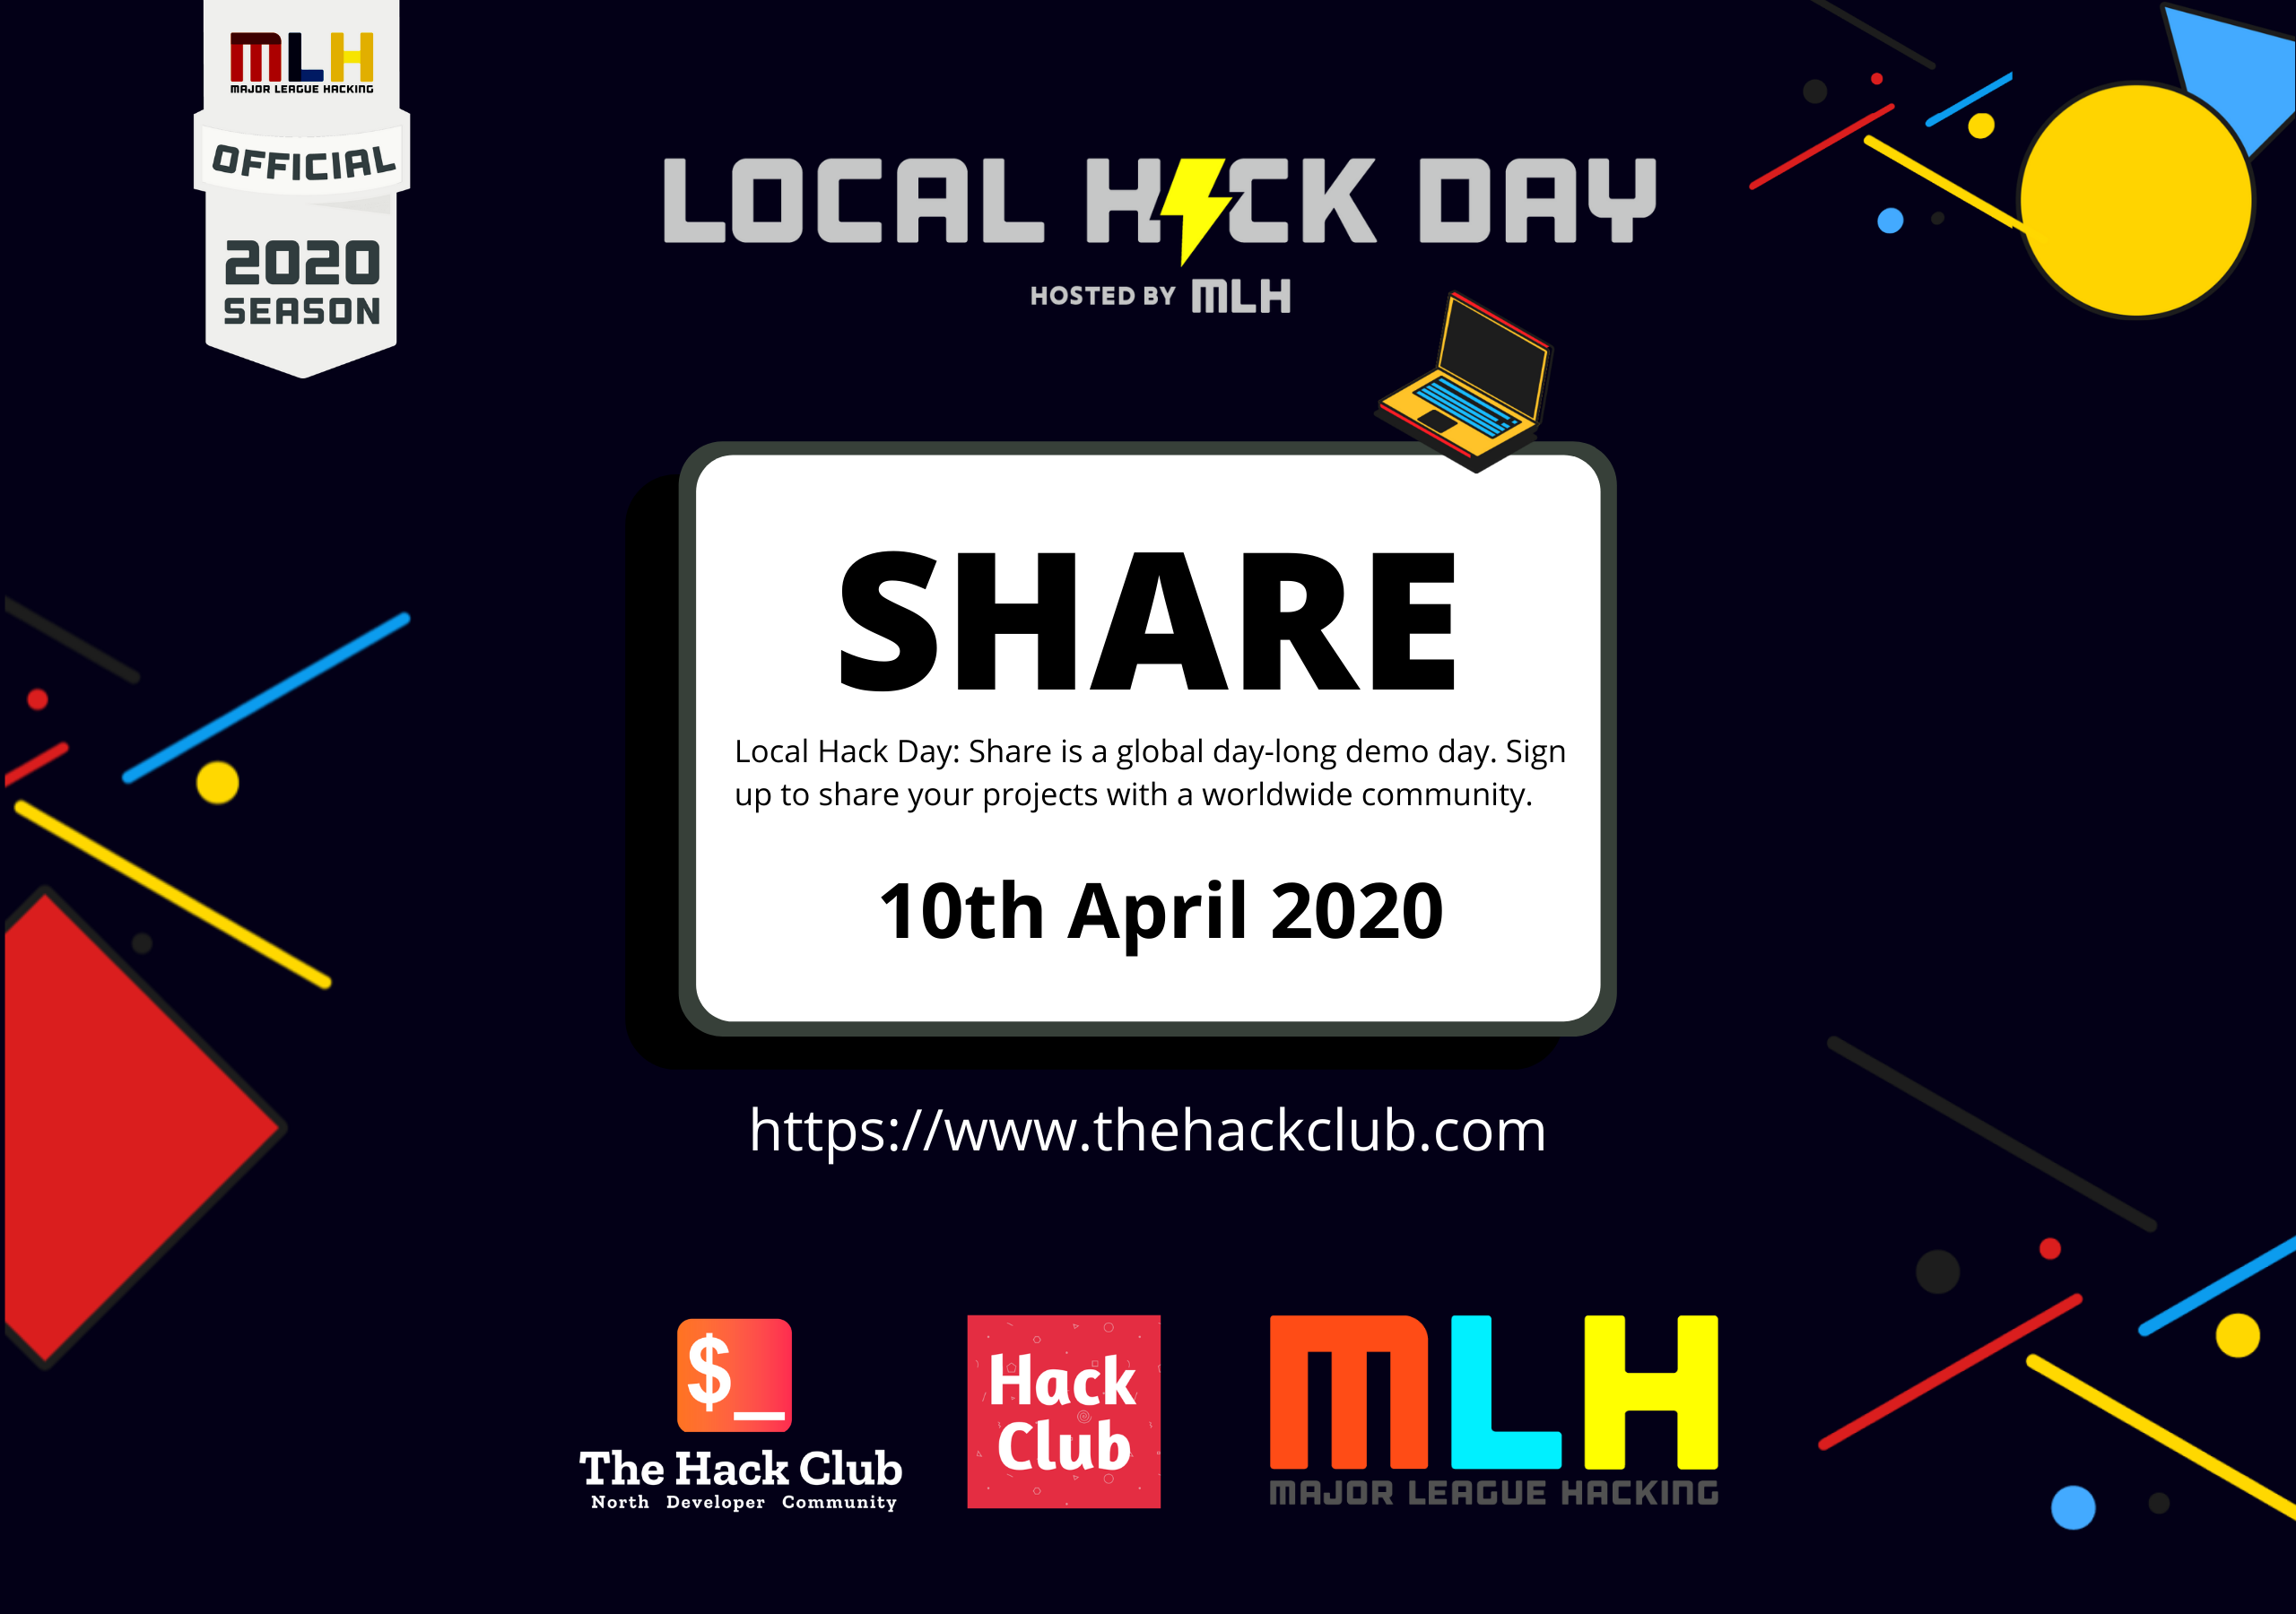 MLH
MAJOR LEAGUE HACKING
OFFICIAL
2020
SEASON
LOCAL HACK DAY
HOSTED BY MLH
SHARE
Local Hack Day: Share is a global day-long demo day. Sign
up to share your projects with a worldwide community.
10th April 2020
https://www.thehackclub.com
$_
The Hack Club
North Developer Community
Hack
Club
MLH
MAJOR LEAGUE HACKING